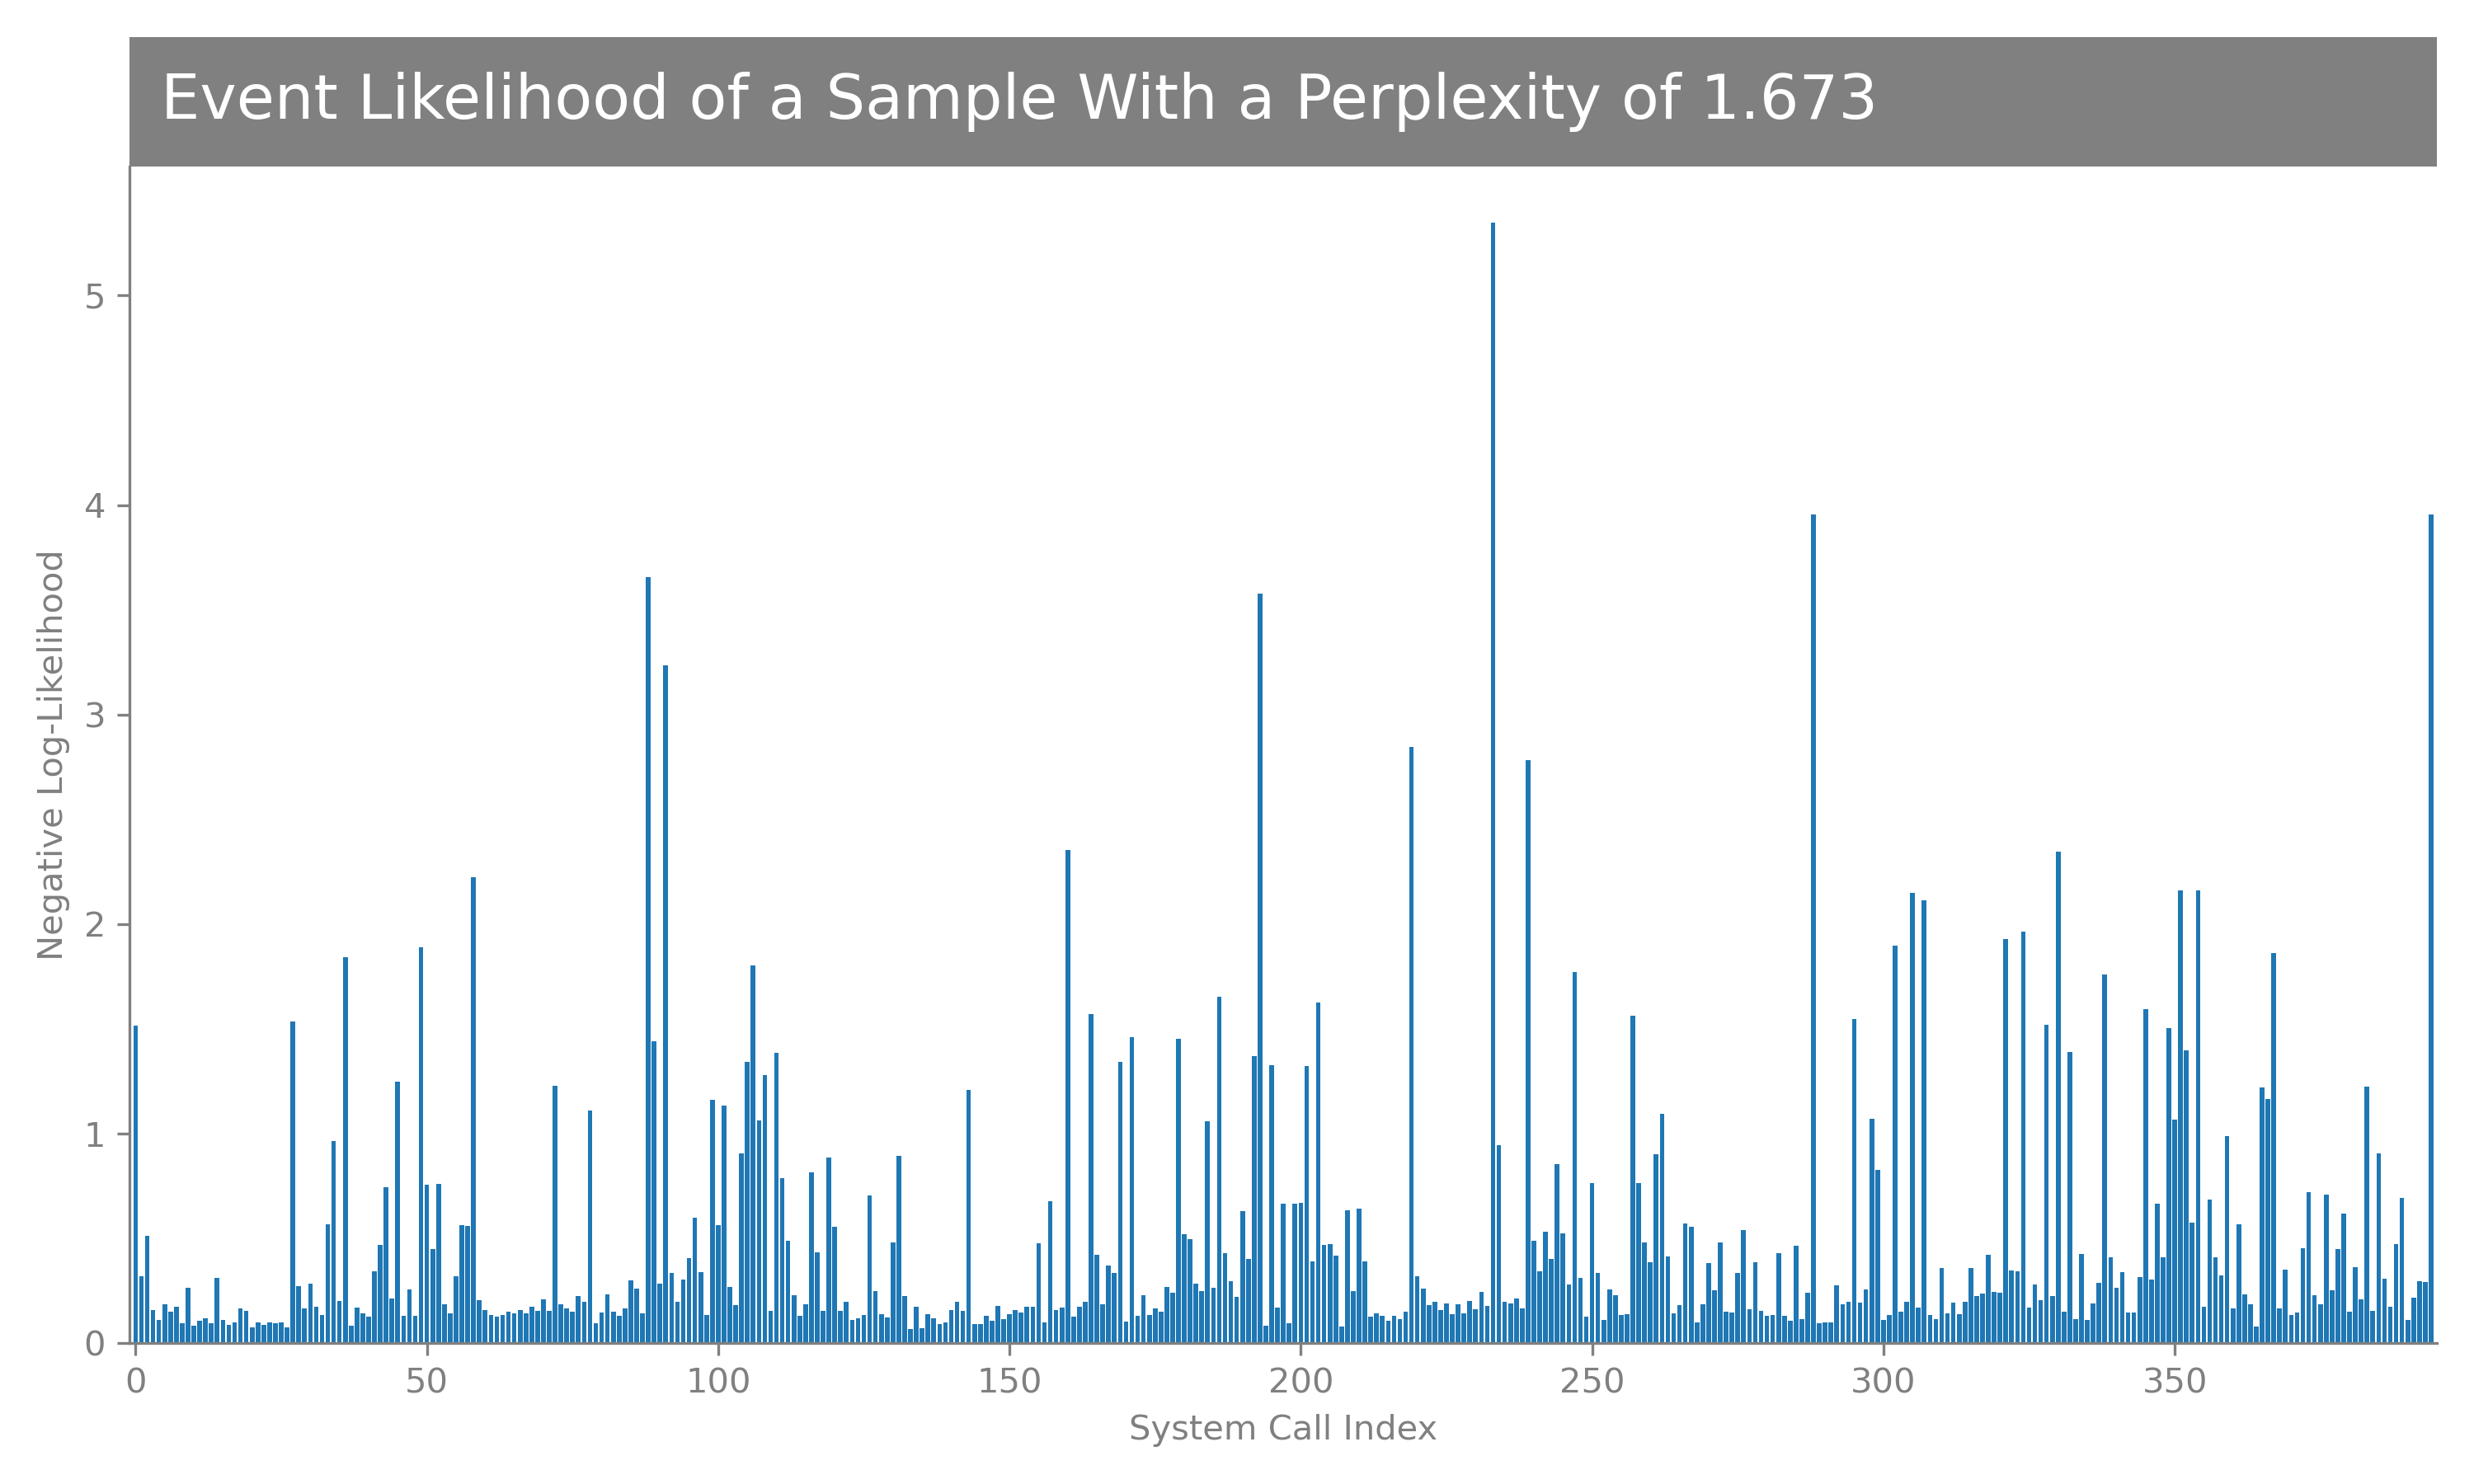 Event Likelihood of a Sample With a Perplexity of 1.673
Negative Log-Likelihood
5
4
3
2
1
0
0 50 100 150 200 250 300 350
System Call Index